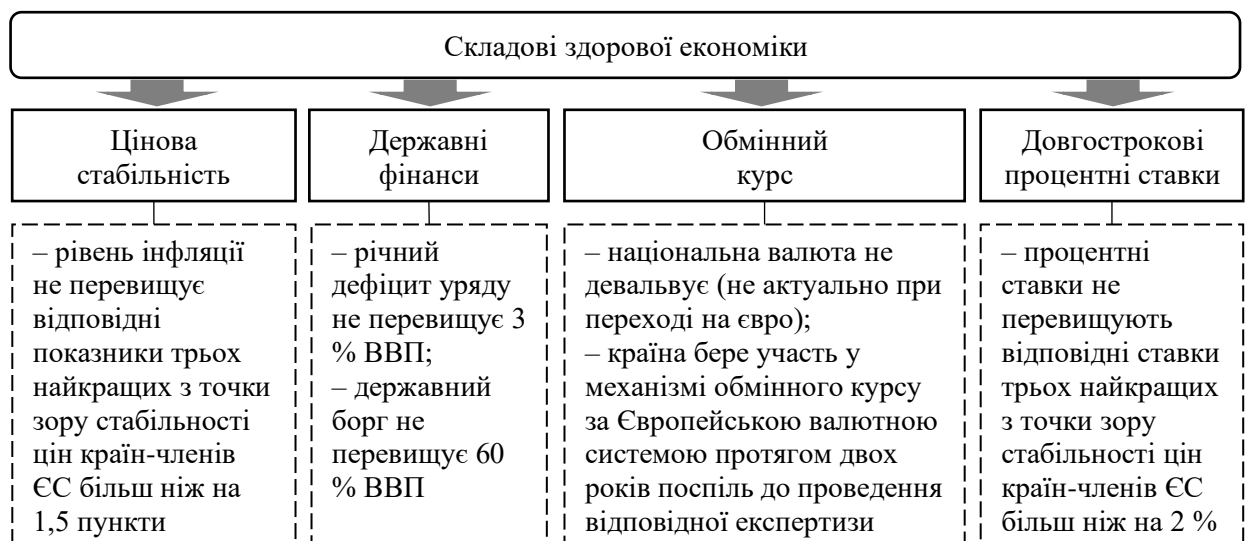 Складові здорової економіки
Цінова
стабільність
– рівень інфляції
не перевищує
відповідні
показники трьох
найкращих з точки
зору стабільності
цін країн-членів
ЄС більш ніж на
1,5 пункти
Державні
фінанси
– річний
дефіцит уряду
не перевищує 3
% ВВП;
– державний
борг не
перевищує 60
% ВВП
Обмінний
курс
– національна валюта не
девальвує (не актуально при
переході на євро);
– країна бере участь у
механізмі обмінного курсу
за Європейською валютною
системою протягом двох
років поспіль до проведення
відповідної експертизи
Довгострокові
процентні ставки
– процентні
ставки не
перевищують
відповідні ставки
трьох найкращих
з точки зору
стабільності цін
країн-членів ЄС
більш ніж на 2 %